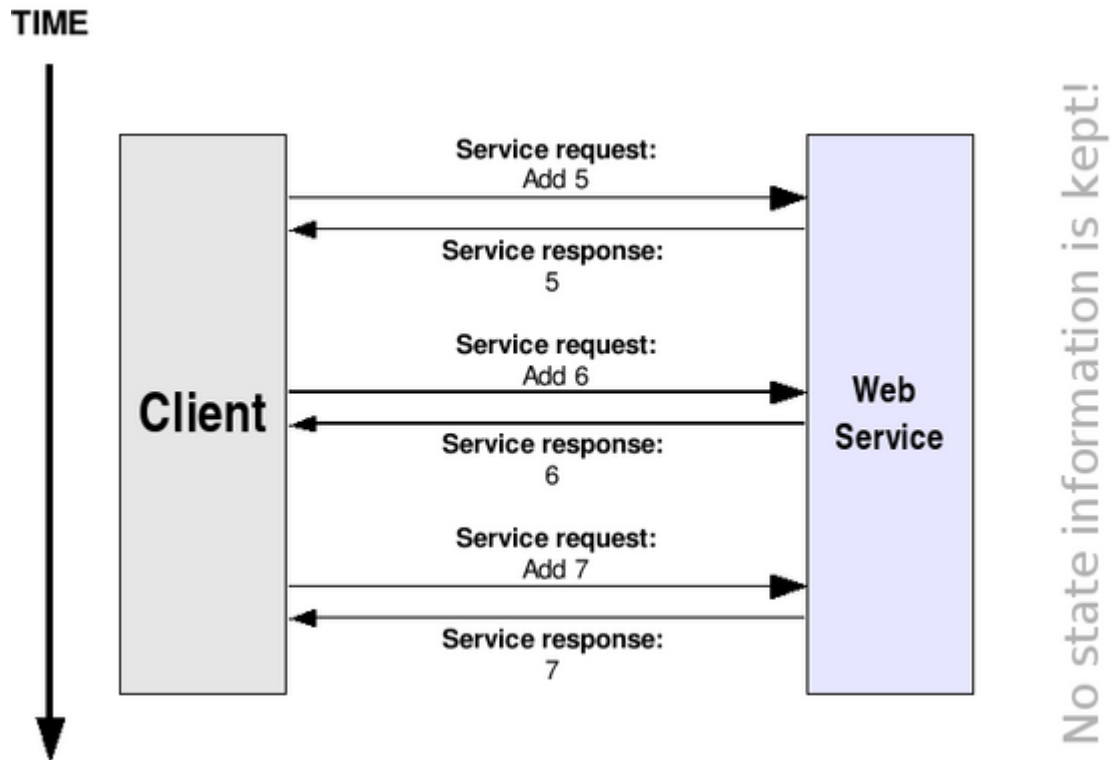 TIME
Service request:
Add 5
Service response:
5
Service request:
Add 6
Service response:
6
Service request:
Add 7
Service response:
7
Client
Web
Service
No state information is kept!